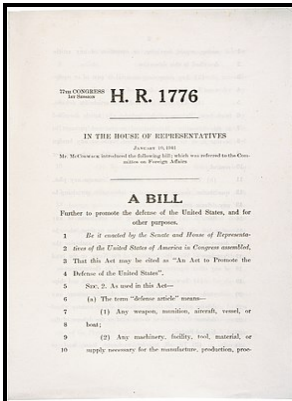 77TH CONGRESS
1ST SESSION
H. R. 1776
IN THE HOUSE OF REPRESENTATIVES
JANUARY 10, 1941
Mr. McCORMACK introduced the following bill; which was referred to the Com-
mittee on Foreign Affairs
A BILL
Further to promote the defense of the United States, and for
other purposes.
1 Be it enacted by the Senate and House of Representa-
2 tives of the United States of America in Congress assembled,
3 That this Act may be cited as "An Act to Promote the
4 Defense of the United States".
5 SEC. 2. As used in this Act—
6 (a) The term "defense article" means—
7 (1) Any weapon, munition, aircraft, vessel, or
8 boat;
9 (2) Any machinery, facility, tool, material, or
10 supply necessary for the manufacture, production, proc-